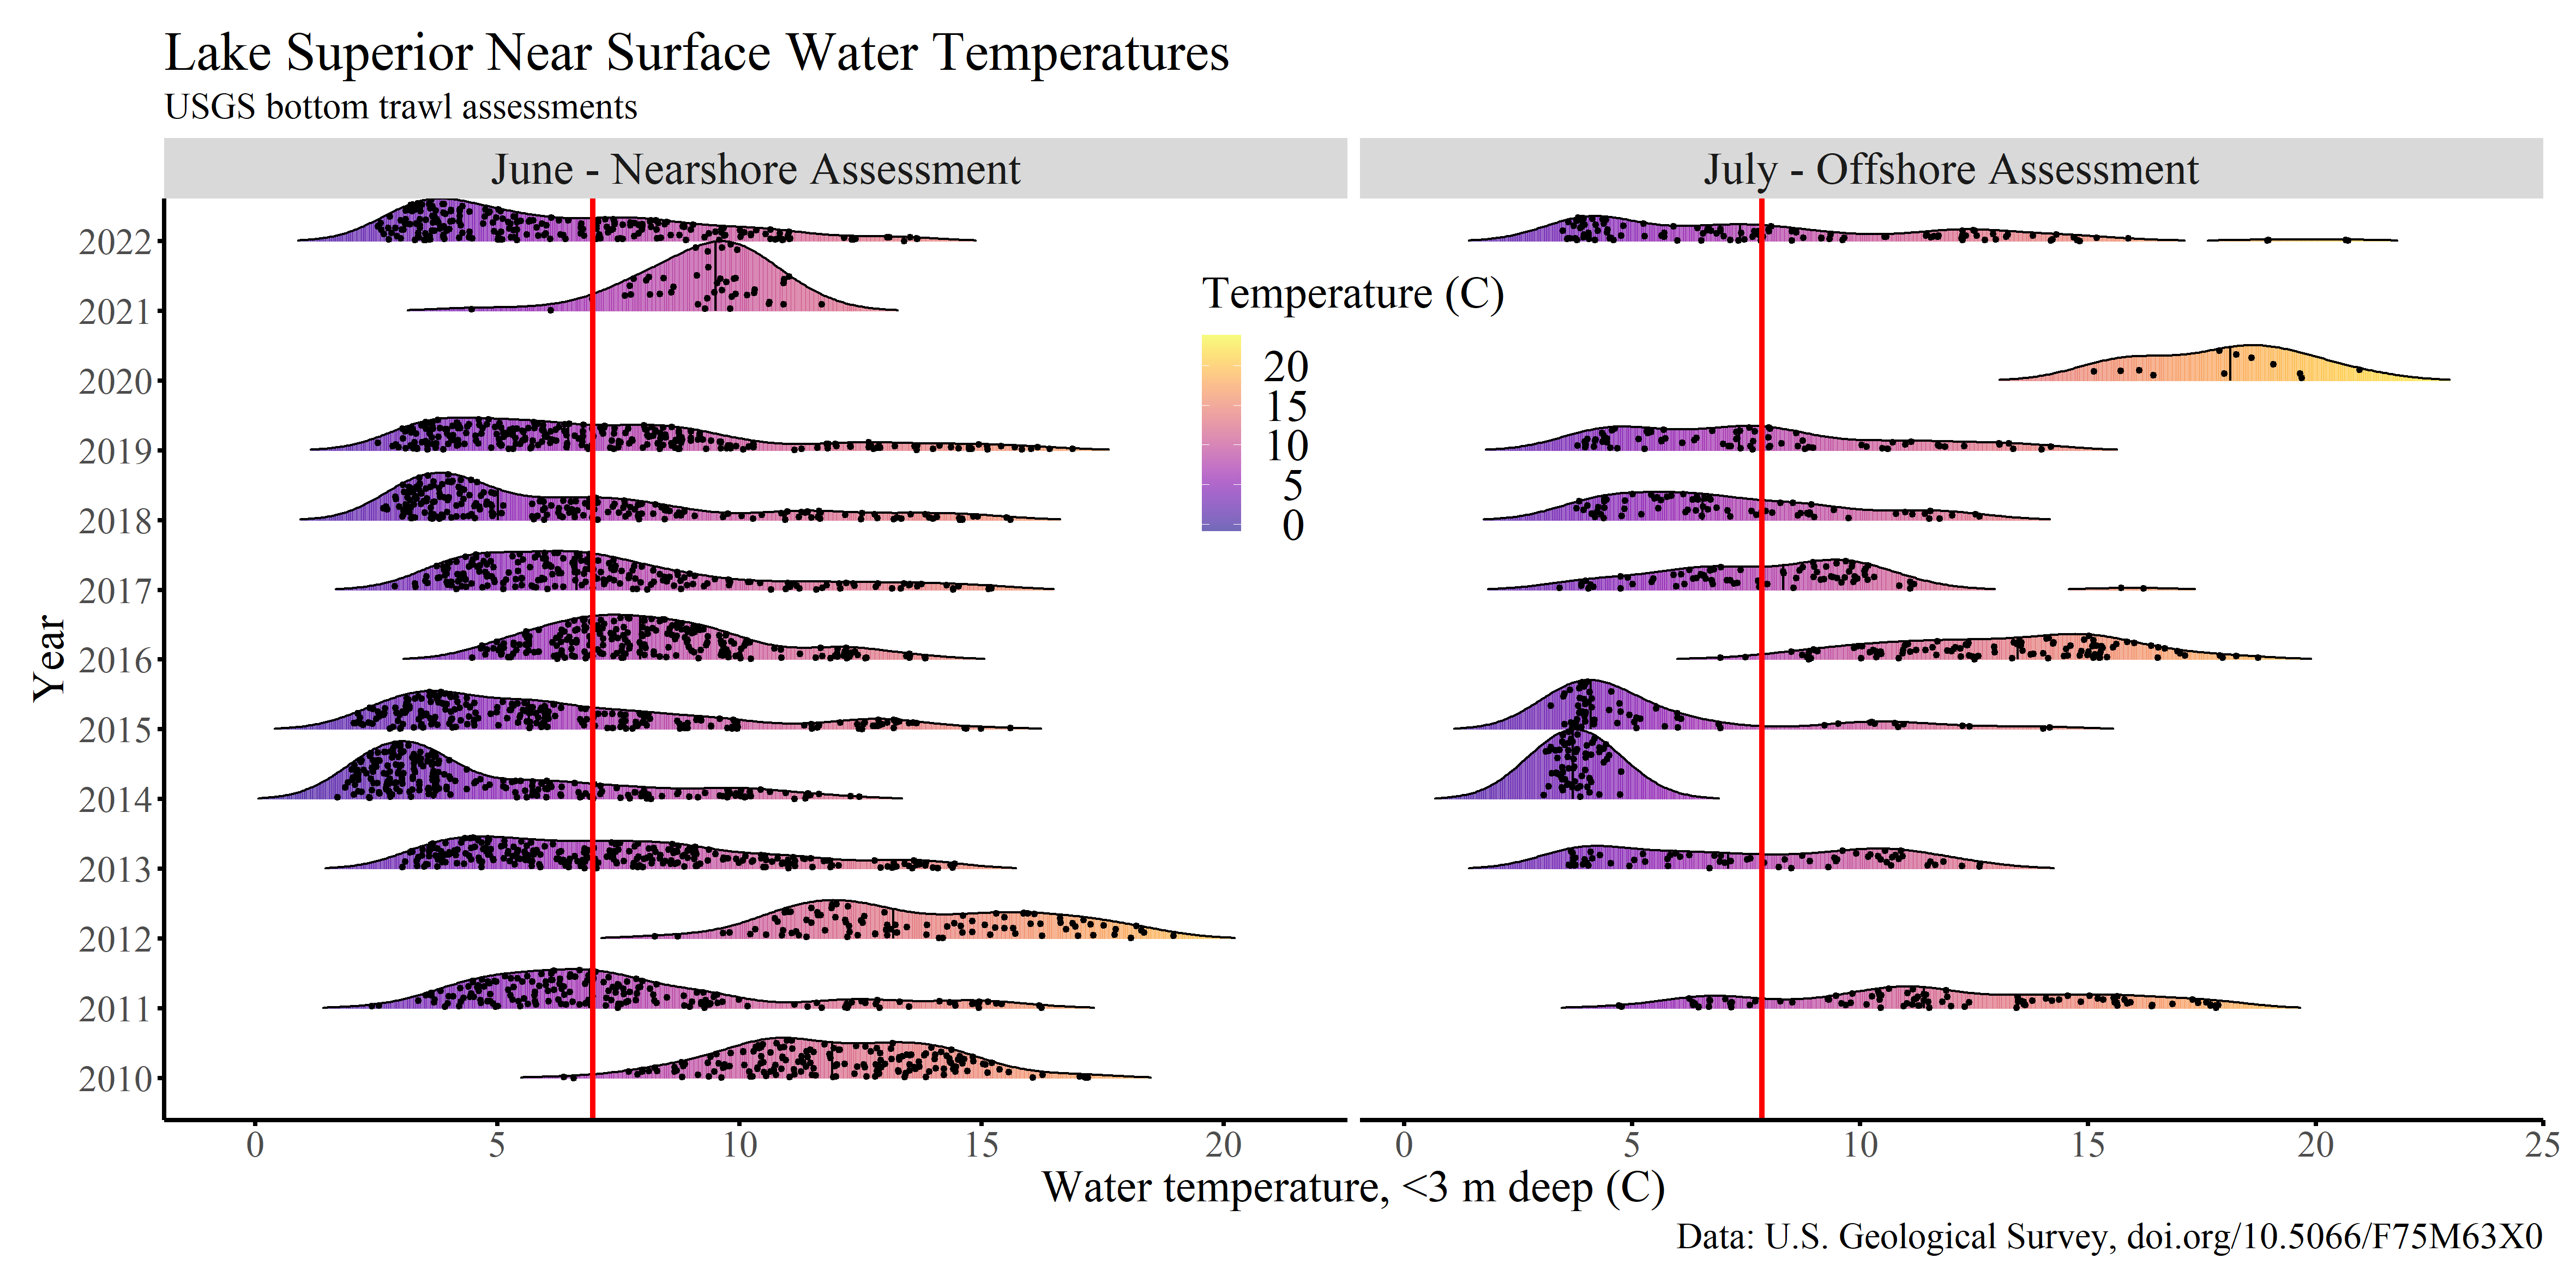 Lake Superior Near Surface Water Temperatures
USGS bottom trawl assessments
June - Nearshore Assessment
July - Offshore Assessment
Year
2022
2021
2020
2019
2018
2017
2016
2015
2014
2013
2012
2011
2010
Temperature (C)
20
15
10
5
0
0 5 10 15 20
0 5 10 15 20 25
Water temperature, <3 m deep (C)
Data: U.S. Geological Survey, doi.org/10.5066/F75M63X0